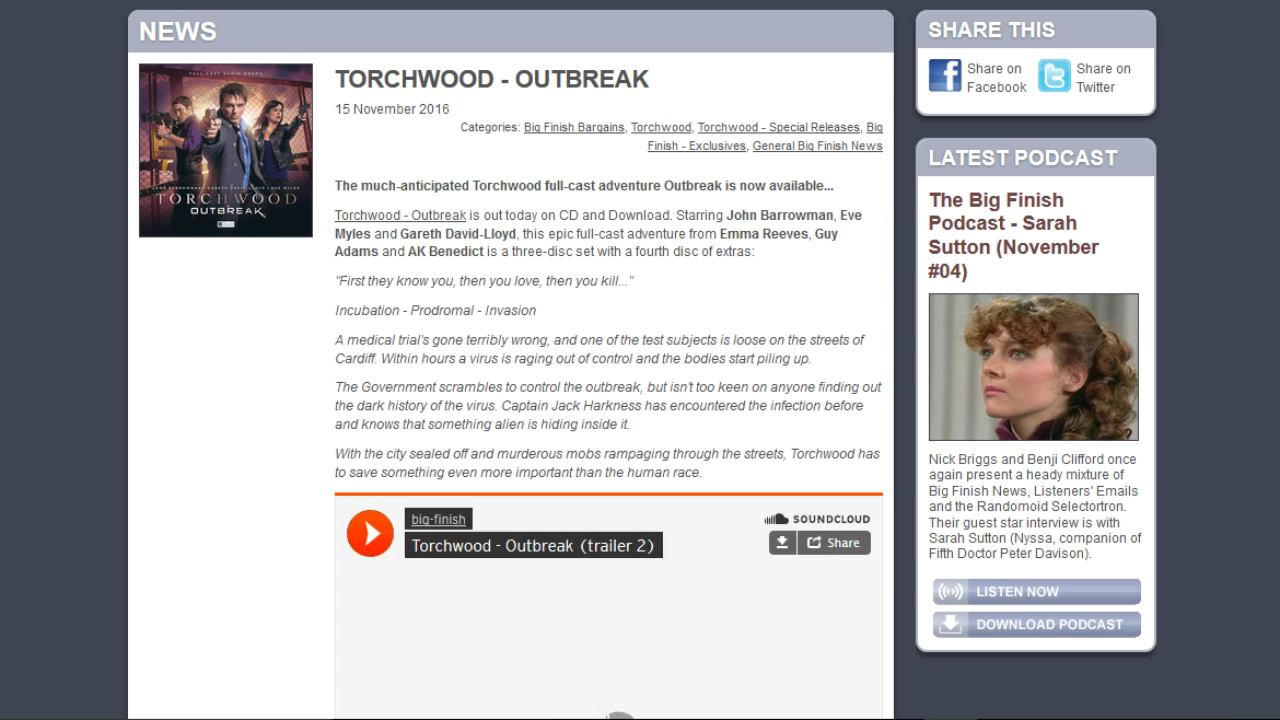 NEWS
FULL-CAST AUDIO DRAMA
TORCHWOOD
OUTBREAK
TORCHWOOD - OUTBREAK
15 November 2016
Categories: Big Finish Bargains, Torchwood, Torchwood - Special Releases, Big
Finish - Exclusives, General Big Finish News
The much-anticipated Torchwood full-cast adventure Outbreak is now available...
Torchwood - Outbreak is out today on CD and Download. Starring John Barrowman, Eve
Myles and Gareth David-Lloyd, this epic full-cast adventure from Emma Reeves, Guy
Adams and AK Benedict is a three-disc set with a fourth disc of extras:
"First they know you, then you love, then you kill..."
Incubation - Prodromal - Invasion
A medical trial's gone terribly wrong, and one of the test subjects is loose on the streets of
Cardiff. Within hours a virus is raging out of control and the bodies start piling up.
The Government scrambles to control the outbreak, but isn't too keen on anyone finding out
the dark history of the virus. Captain Jack Harkness has encountered the infection before
and knows that something alien is hiding inside it.
With the city sealed off and murderous mobs rampaging through the streets, Torchwood has
to save something even more important than the human race.
big-finish
Torchwood - Outbreak (trailer 2)
SOUNDCLOUD
Share
SHARE THIS
Share on
Facebook
Share on
Twitter
LATEST PODCAST
The Big Finish
Podcast - Sarah
Sutton (November
#04)
Nick Briggs and Benji Clifford once
again present a heady mixture of
Big Finish News, Listeners' Emails
and the Randomoid Selectortron.
Their guest star interview is with
Sarah Sutton (Nyssa, companion of
Fifth Doctor Peter Davison).
LISTEN NOW
DOWNLOAD PODCAST